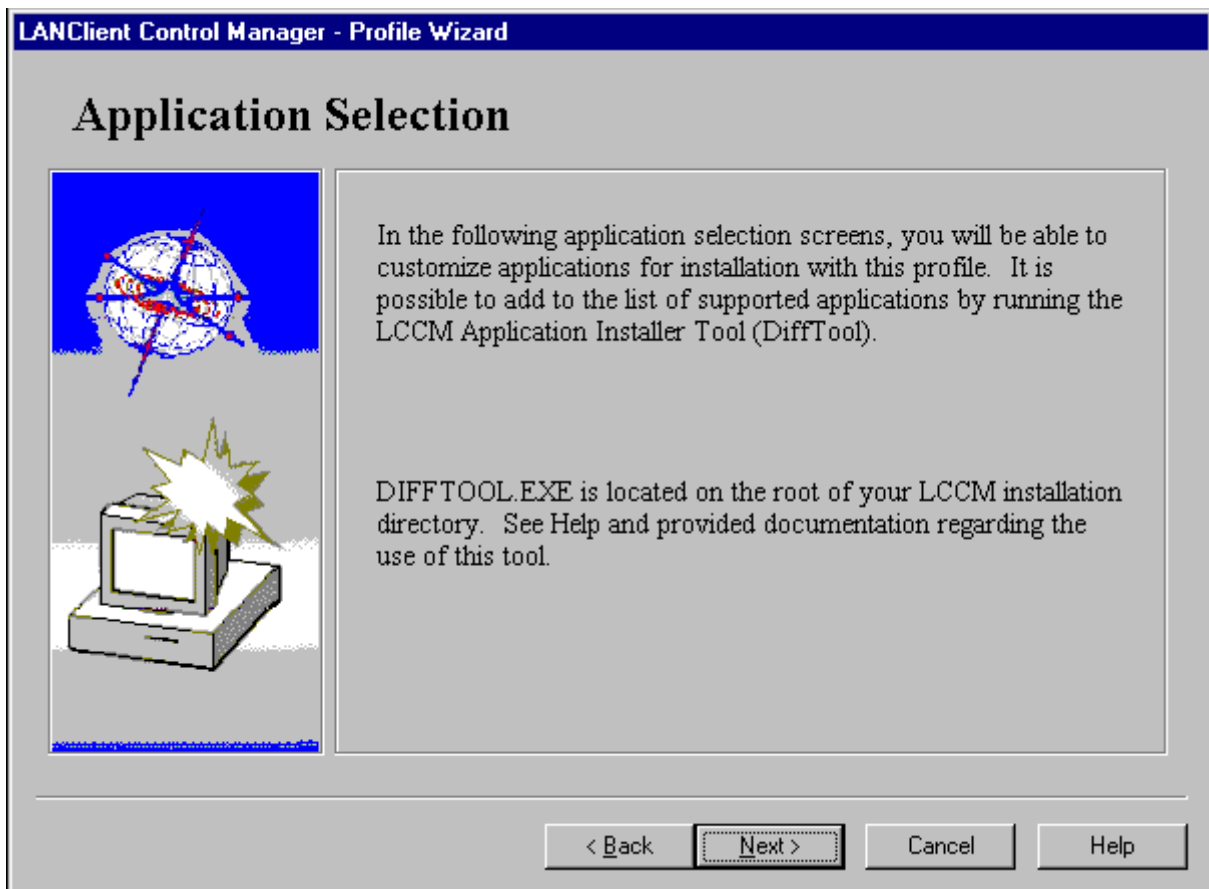 LANClient Control Manager - Profile Wizard
Application Selection
In the following application selection screens, you will be able to
customize applications for installation with this profile.  It is
possible to add to the list of supported applications by running the
LCCM Application Installer Tool (DiffTool).
DIFFTOOL.EXE is located on the root of your LCCM installation
directory.  See Help and provided documentation regarding the
use of this tool.
< Back
Next >
Cancel
Help